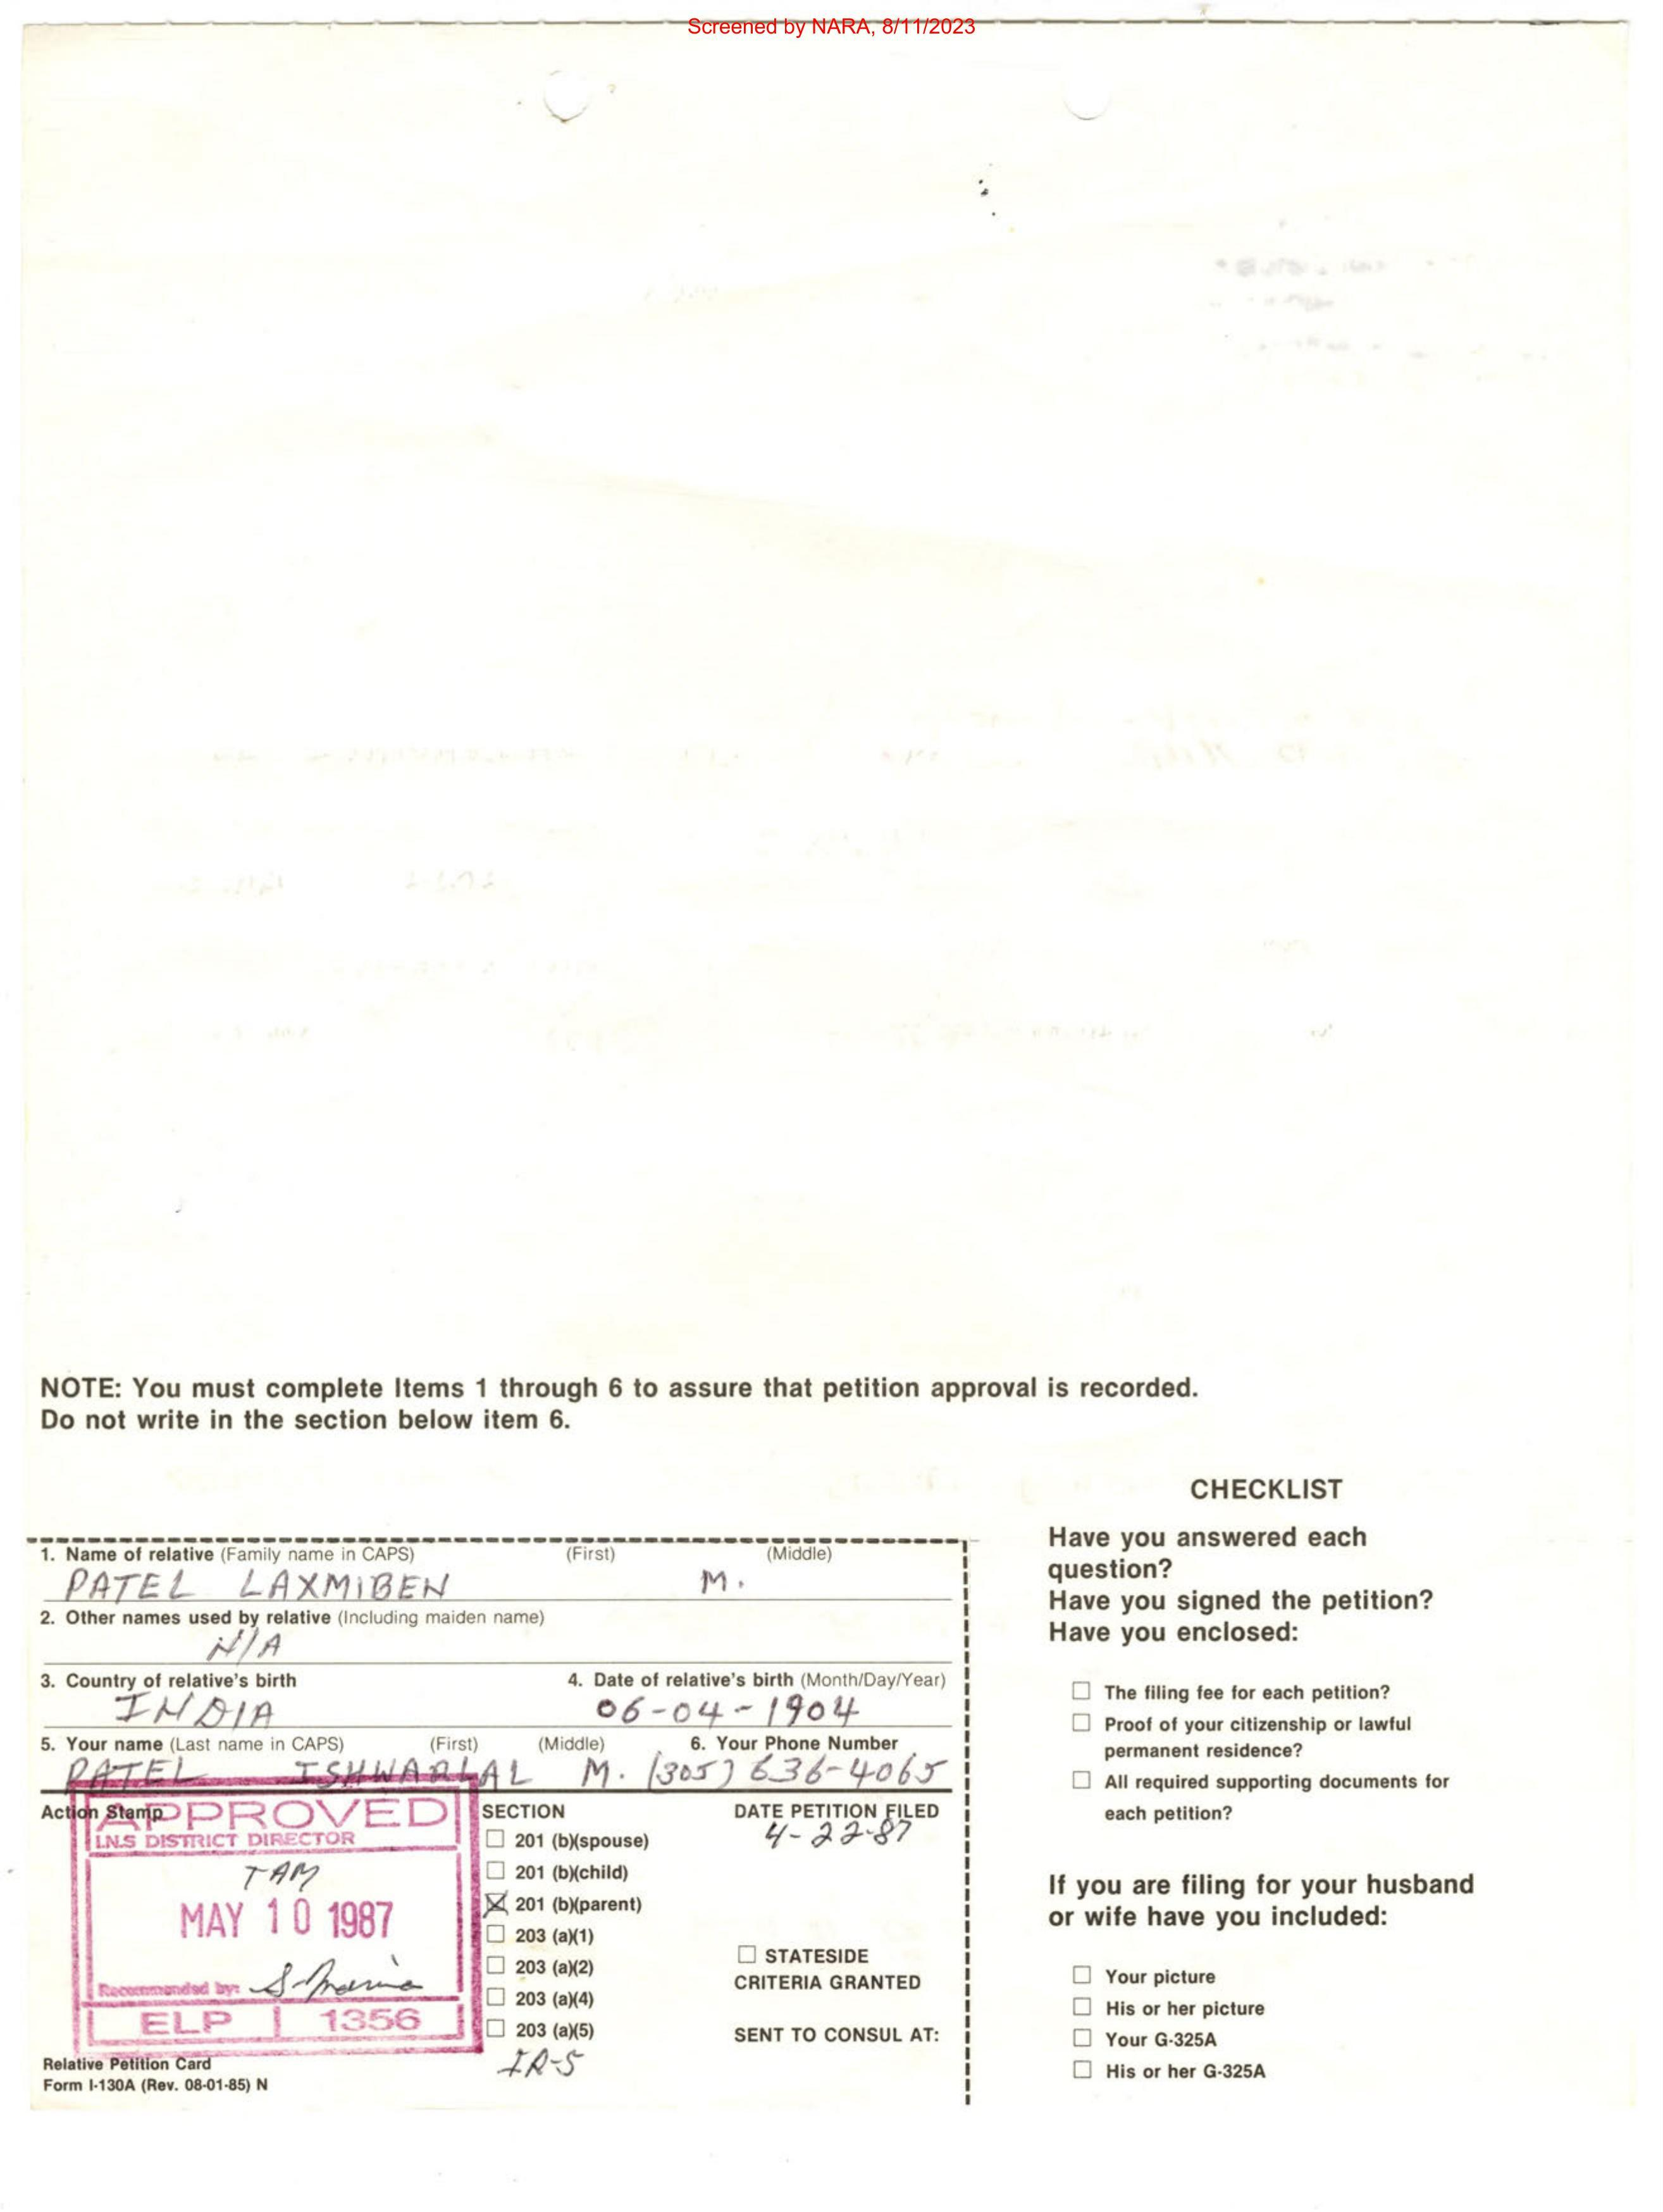 Screened by NARA, 8/11/2023
NOTE: You must complete Items 1 through 6 to assure that petition approval is recorded.
Do not write in the section below item 6.
1. Name of relative (Family name in CAPS) (First) (Middle)
PATEL LAXMIBEN M.
2. Other names used by relative (Including maiden name)
N/A
3. Country of relative's birth 4. Date of relative's birth (Month/Day/Year)
INDIA 06-04-1904
5. Your name (Last name in CAPS) (First) (Middle) 6. Your Phone Number
PATEL ISHWARLAL M. (305) 636-4065
Action Stamp
APPROVED
I.N.S DISTRICT DIRECTOR
TAM
MAY 10 1987
Recommended by:
ELP 1356
SECTION
201 (b)(spouse)
201 (b)(child)
201 (b)(parent)
203 (a)(1)
203 (a)(2)
203 (a)(4)
203 (a)(5)
IR-5
DATE PETITION FILED
4-22-87
STATESIDE
CRITERIA GRANTED
SENT TO CONSUL AT:
Relative Petition Card
Form I-130A (Rev. 08-01-85) N
CHECKLIST
Have you answered each
question?
Have you signed the petition?
Have you enclosed:
The filing fee for each petition?
Proof of your citizenship or lawful
permanent residence?
All required supporting documents for
each petition?
If you are filing for your husband
or wife have you included:
Your picture
His or her picture
Your G-325A
His or her G-325A